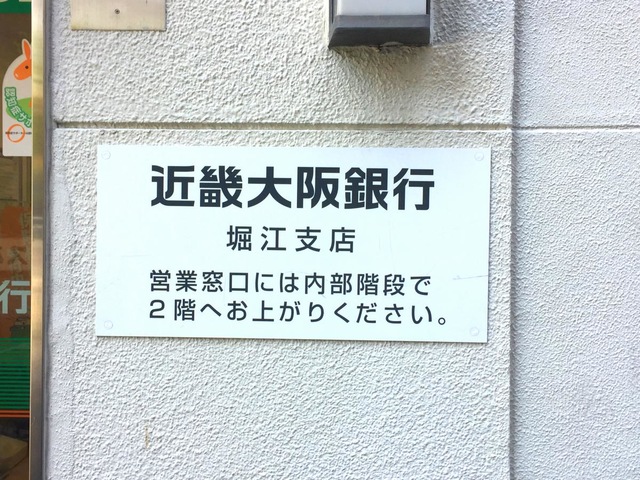 近畿大阪銀行
堀江支店
営業窓口には内部階段で
2階へお上がりください。
行